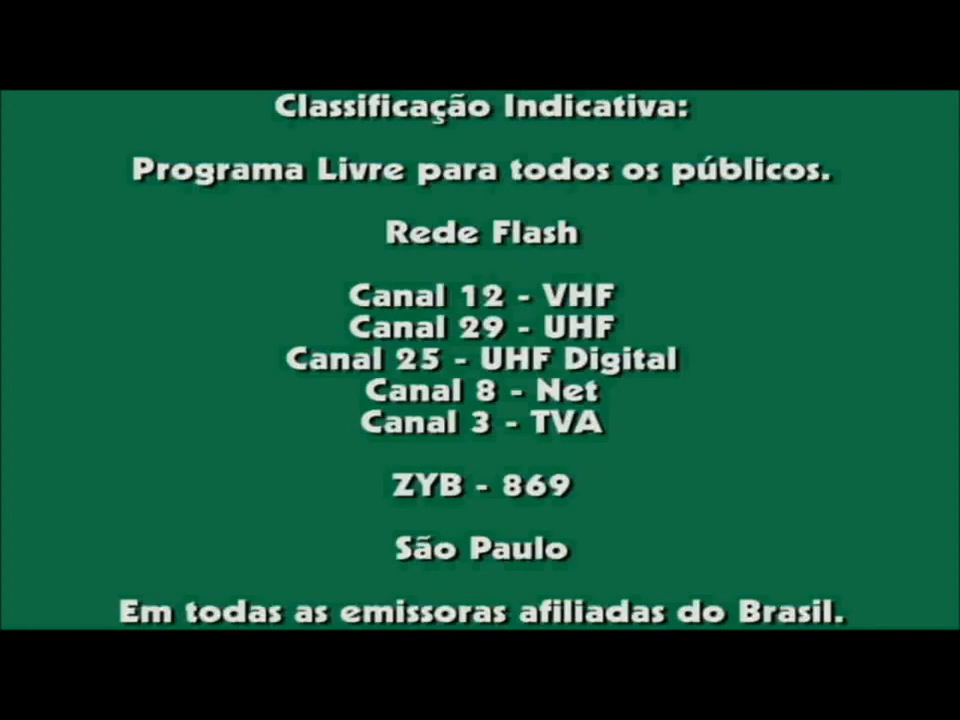 Classificação Indicativa:
Programa Livre para todos os públicos.
Rede Flash
Canal 12 - VHF
Canal 29 - UHF
Canal 25 - UHF Digital
Canal 8 - Net
Canal 3 - TVA
ZYB - 869
São Paulo
Em todas as emissoras afiliadas do Brasil.